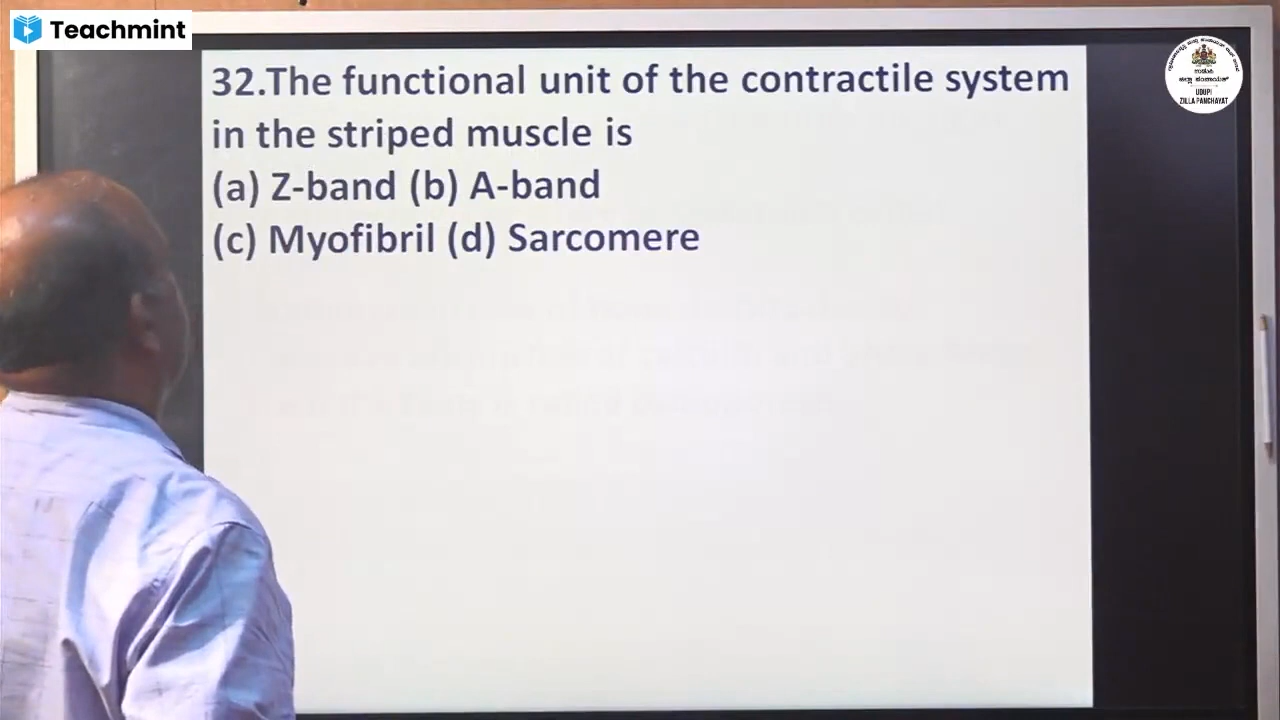 Teachmint
32.The functional unit of the contractile system
in the striped muscle is
(a) Z-band (b) A-band
(c) Myofibril (d) Sarcomere
UDUPI
ZILLA PANCHAYAT